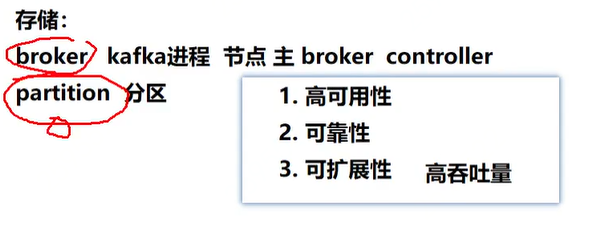 存储：
broker kafka进程 节点 主 broker controller
partition 分区
1. 高可用性
2. 可靠性
3. 可扩展性 高吞吐量